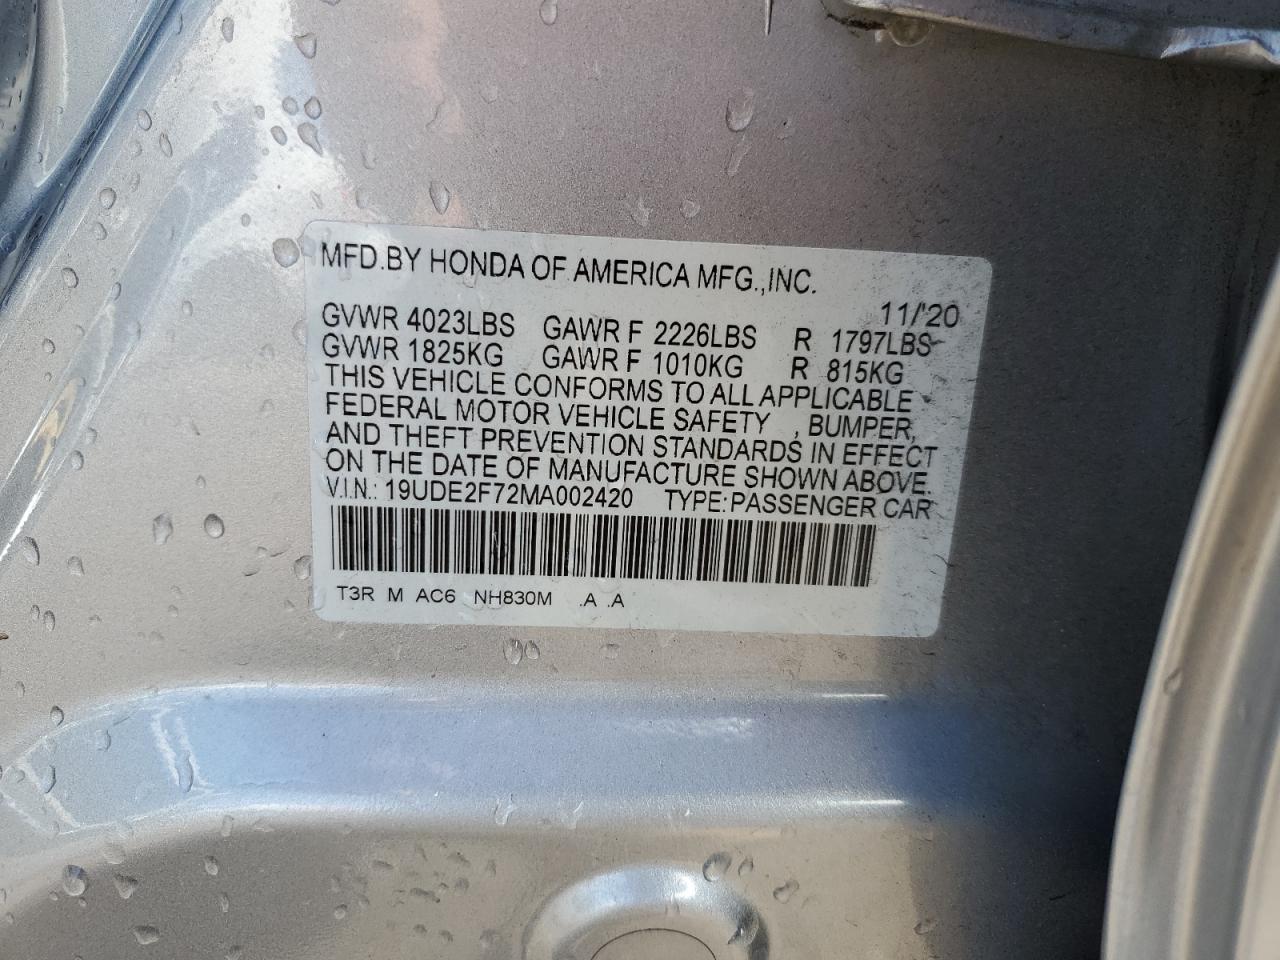 MFD.BY HONDA OF AMERICA MFG.,INC.
11/'20
GVWR 4023LBS GAWR F 2226LBS R 1797LBS
GVWR 1825KG GAWR F 1010KG R 815KG
THIS VEHICLE CONFORMS TO ALL APPLICABLE
FEDERAL MOTOR VEHICLE SAFETY , BUMPER,
AND THEFT PREVENTION STANDARDS IN EFFECT
ON THE DATE OF MANUFACTURE SHOWN ABOVE.
V.I.N.: 19UDE2F72MA002420 TYPE:PASSENGER CAR
T3R M AC6 NH830M .A .A